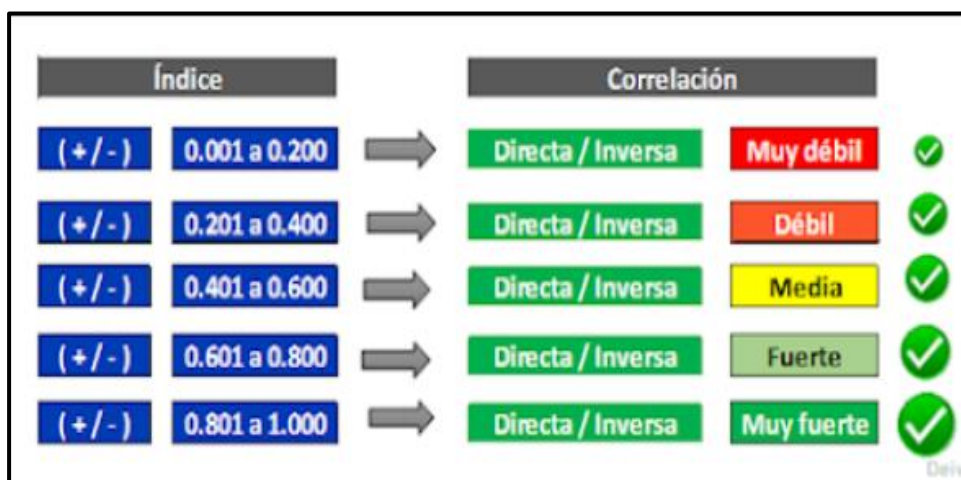 Índice Correlación
(+/-) 0.001 a 0.200 Directa / Inversa Muy débil
(+/-) 0.201 a 0.400 Directa / Inversa Débil
(+/-) 0.401 a 0.600 Directa / Inversa Media
(+/-) 0.601 a 0.800 Directa / Inversa Fuerte
(+/-) 0.801 a 1.000 Directa / Inversa Muy fuerte